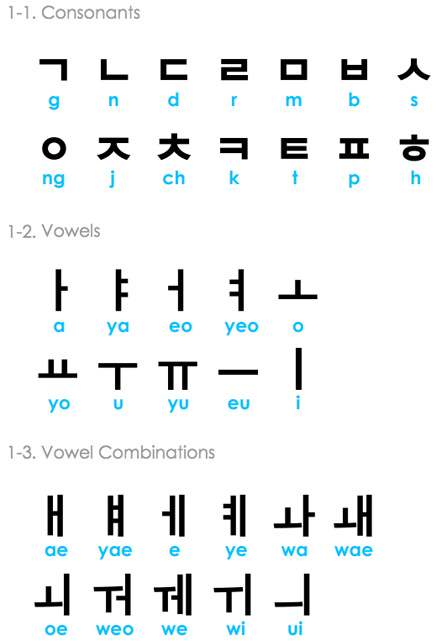 1-1. Consonants
ㄱ ㄴ ㄷ ㄹ ㅁ ㅂ ㅅ
g n d r m b s
ㅇ ㅈ ㅊ ㅋ ㅌ ㅍ ㅎ
ng j ch k t p h
1-2. Vowels
ㅏ ㅑ ㅓ ㅕ ㅗ
a ya eo yeo o
ㅛ ㅜ ㅠ ㅡ ㅣ
yo u yu eu i
1-3. Vowel Combinations
ㅐ ㅒ ㅔ ㅖ ㅘ ㅙ
ae yae e ye wa wae
ㅚ ㅝ ㅞ ㅟ ㅢ
oe weo we wi ui